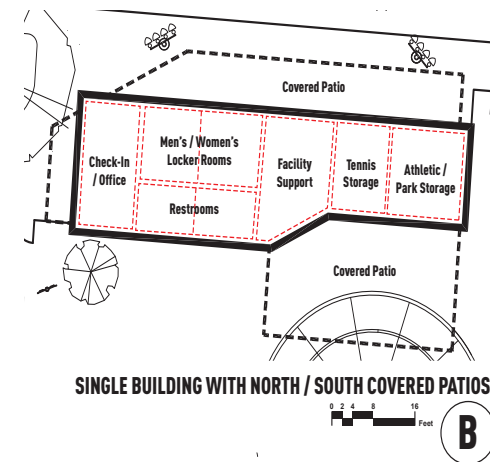 Covered Patio
Men's / Women's
Locker Rooms
Check-In
/ Office
Facility
Support
Tennis
Storage
Athletic /
Park Storage
Restrooms
Covered Patio
SINGLE BUILDING WITH NORTH / SOUTH COVERED PATIOS
0 2 4 8 16
Feet
B